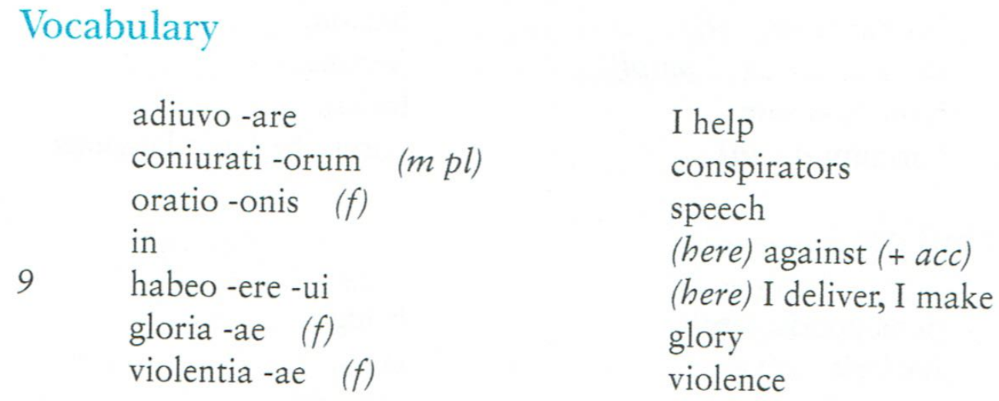 Vocabulary
adiuvo -are I help
coniurati -orum (m pl) conspirators
oratio -onis (f) speech
in (here) against (+ acc)
9 habeo -ere -ui (here) I deliver, I make
gloria -ae (f) glory
violentia -ae (f) violence